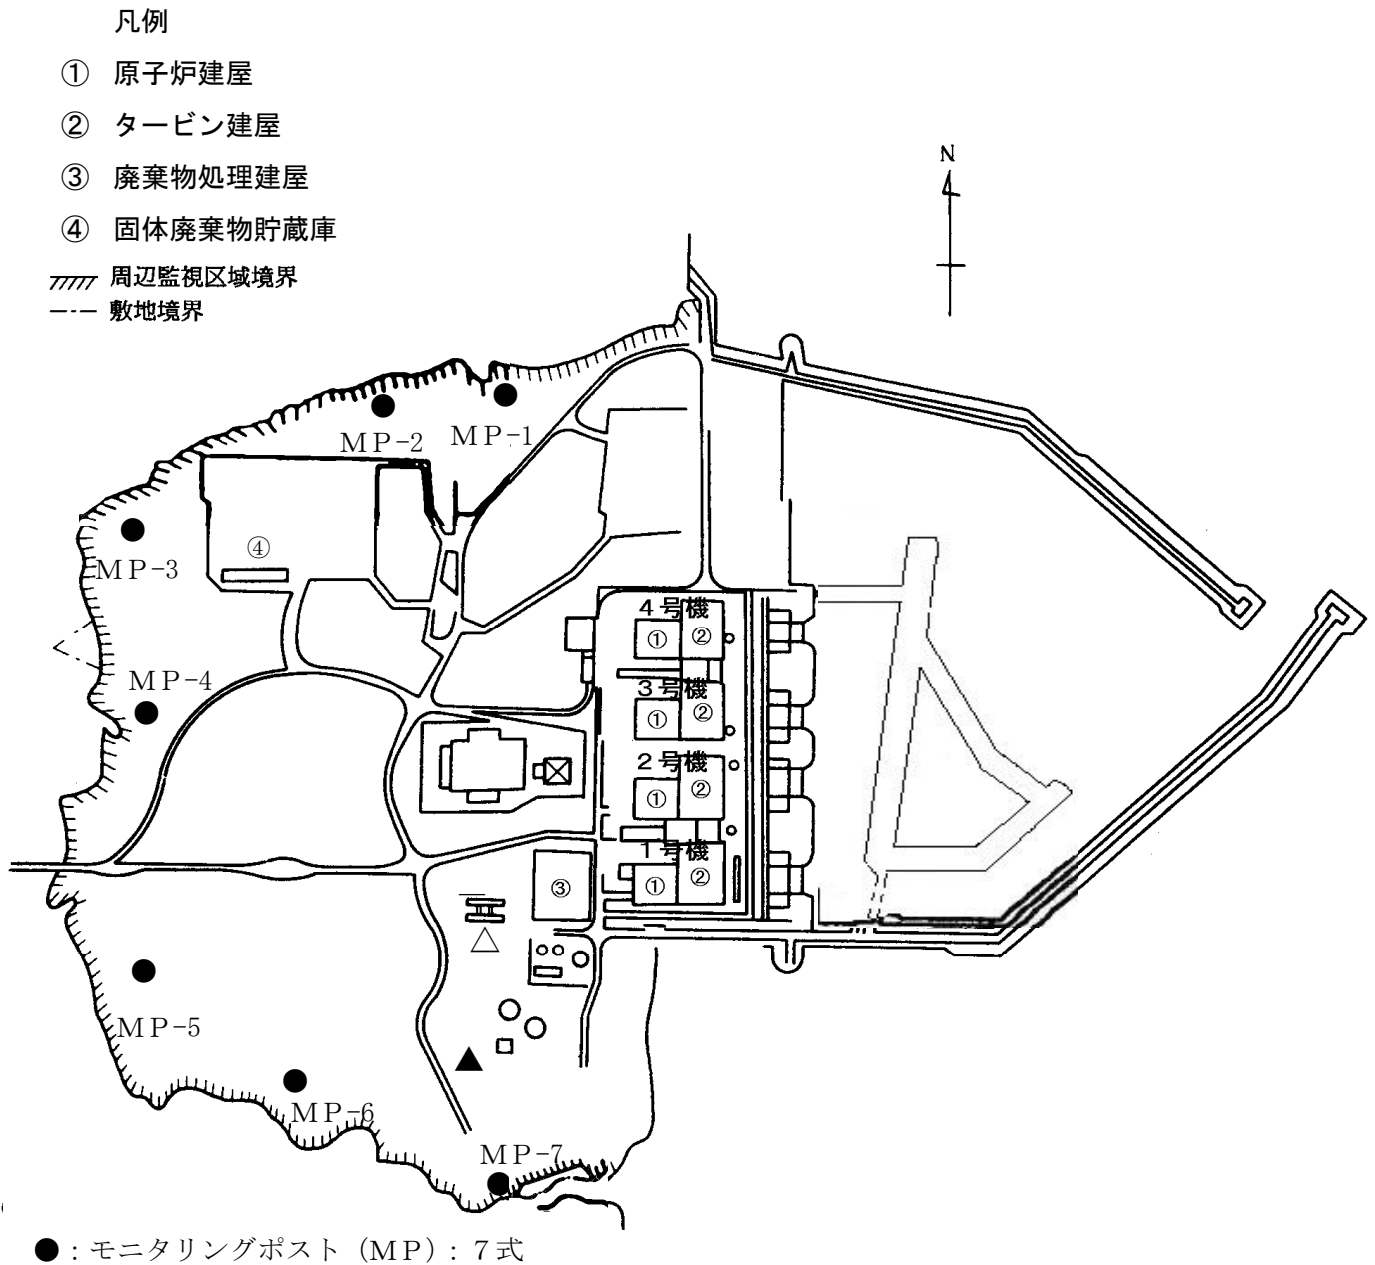 凡例
① 原子炉建屋
② タービン建屋
③ 廃棄物処理建屋
④ 固体廃棄物貯蔵庫
周辺監視区域境界
敷地境界
N
MP-2
MP-1
MP-3
④
MP-4
4号機
①
②
3号機
①
②
2号機
①
②
1号機
①
②
③
MP-5
MP-6
MP-7
●：モニタリングポスト（MP）：7式